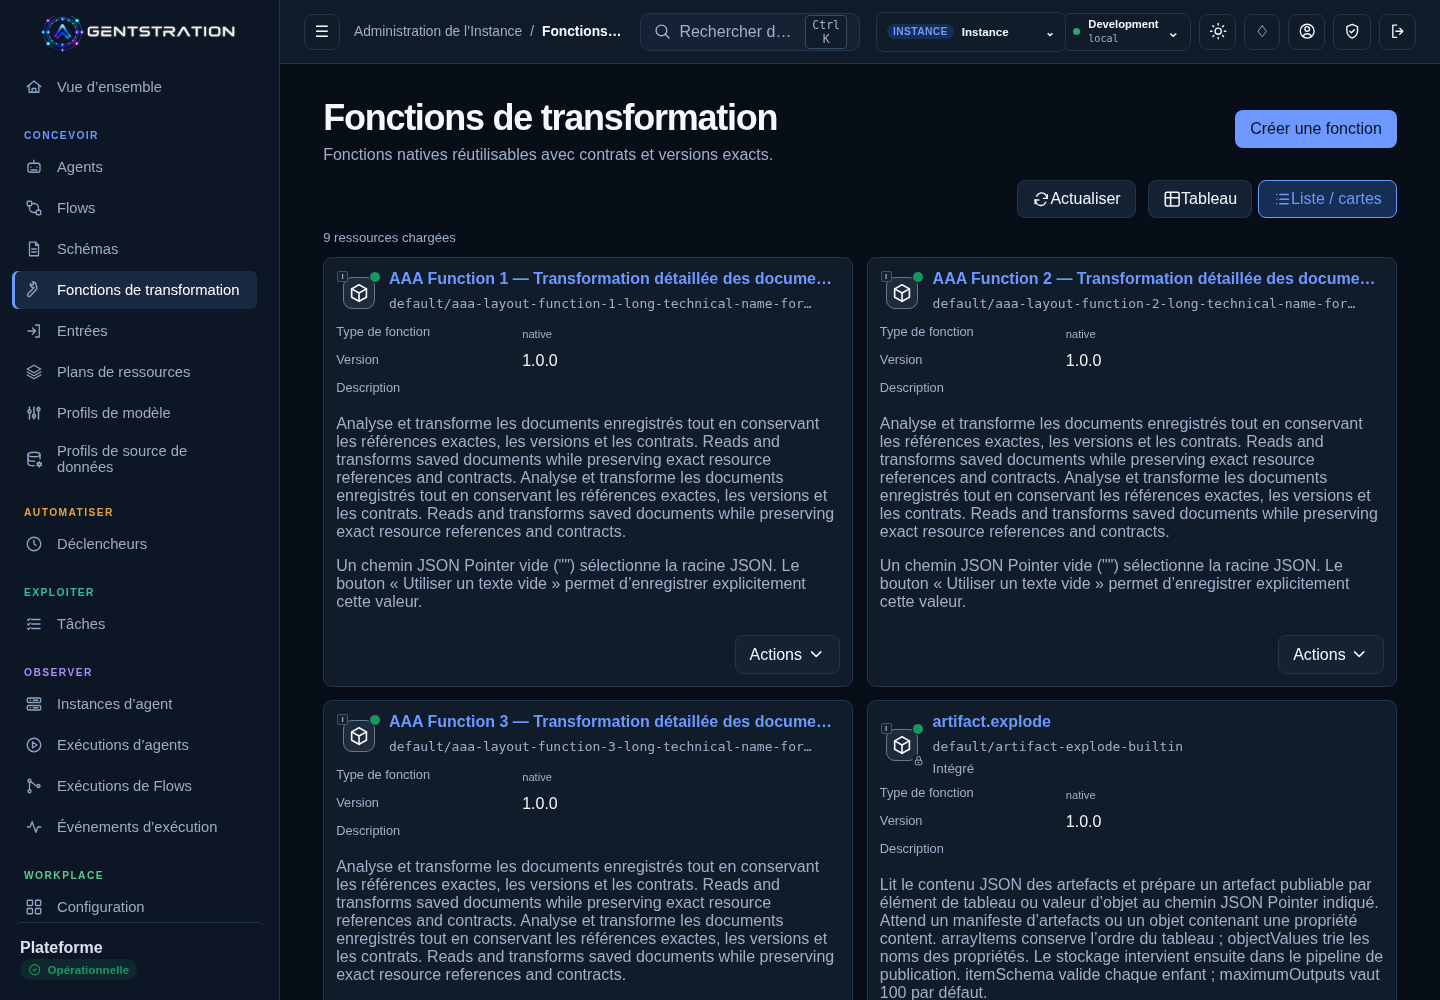 GENTSTRATION
☰
Administration de l’Instance / Fonctions…
Rechercher d…
Ctrl K
INSTANCE Instance
Development
local
Vue d’ensemble
CONCEVOIR
Agents
Flows
Schémas
Fonctions de transformation
Entrées
Plans de ressources
Profils de modèle
Profils de source de
données
AUTOMATISER
Déclencheurs
EXPLOITER
Tâches
OBSERVER
Instances d’agent
Exécutions d’agents
Exécutions de Flows
Événements d’exécution
WORKPLACE
Configuration
Plateforme
Opérationnelle
Fonctions de transformation
Fonctions natives réutilisables avec contrats et versions exacts.
Créer une fonction
Actualiser
Tableau
Liste / cartes
9 ressources chargées
I
AAA Function 1 — Transformation détaillée des docume…
default/aaa-layout-function-1-long-technical-name-for…
Type de fonction native
Version 1.0.0
Description
Analyse et transforme les documents enregistrés tout en conservant
les références exactes, les versions et les contrats. Reads and
transforms saved documents while preserving exact resource
references and contracts. Analyse et transforme les documents
enregistrés tout en conservant les références exactes, les versions et
les contrats. Reads and transforms saved documents while preserving
exact resource references and contracts.
Un chemin JSON Pointer vide ("") sélectionne la racine JSON. Le
bouton « Utiliser un texte vide » permet d’enregistrer explicitement
cette valeur.
Actions
I
AAA Function 2 — Transformation détaillée des docume…
default/aaa-layout-function-2-long-technical-name-for…
Type de fonction native
Version 1.0.0
Description
Analyse et transforme les documents enregistrés tout en conservant
les références exactes, les versions et les contrats. Reads and
transforms saved documents while preserving exact resource
references and contracts. Analyse et transforme les documents
enregistrés tout en conservant les références exactes, les versions et
les contrats. Reads and transforms saved documents while preserving
exact resource references and contracts.
Un chemin JSON Pointer vide ("") sélectionne la racine JSON. Le
bouton « Utiliser un texte vide » permet d’enregistrer explicitement
cette valeur.
Actions
I
AAA Function 3 — Transformation détaillée des docume…
default/aaa-layout-function-3-long-technical-name-for…
Type de fonction native
Version 1.0.0
Description
Analyse et transforme les documents enregistrés tout en conservant
les références exactes, les versions et les contrats. Reads and
transforms saved documents while preserving exact resource
references and contracts. Analyse et transforme les documents
enregistrés tout en conservant les références exactes, les versions et
les contrats. Reads and transforms saved documents while preserving
exact resource references and contracts.
I
artifact.explode
default/artifact-explode-builtin
Intégré
Type de fonction native
Version 1.0.0
Description
Lit le contenu JSON des artefacts et prépare un artefact publiable par
élément de tableau ou valeur d’objet au chemin JSON Pointer indiqué.
Attend un manifeste d’artefacts ou un objet contenant une propriété
content. arrayItems conserve l’ordre du tableau ; objectValues trie les
noms des propriétés. Le stockage intervient ensuite dans le pipeline de
publication. itemSchema valide chaque enfant ; maximumOutputs vaut
100 par défaut.